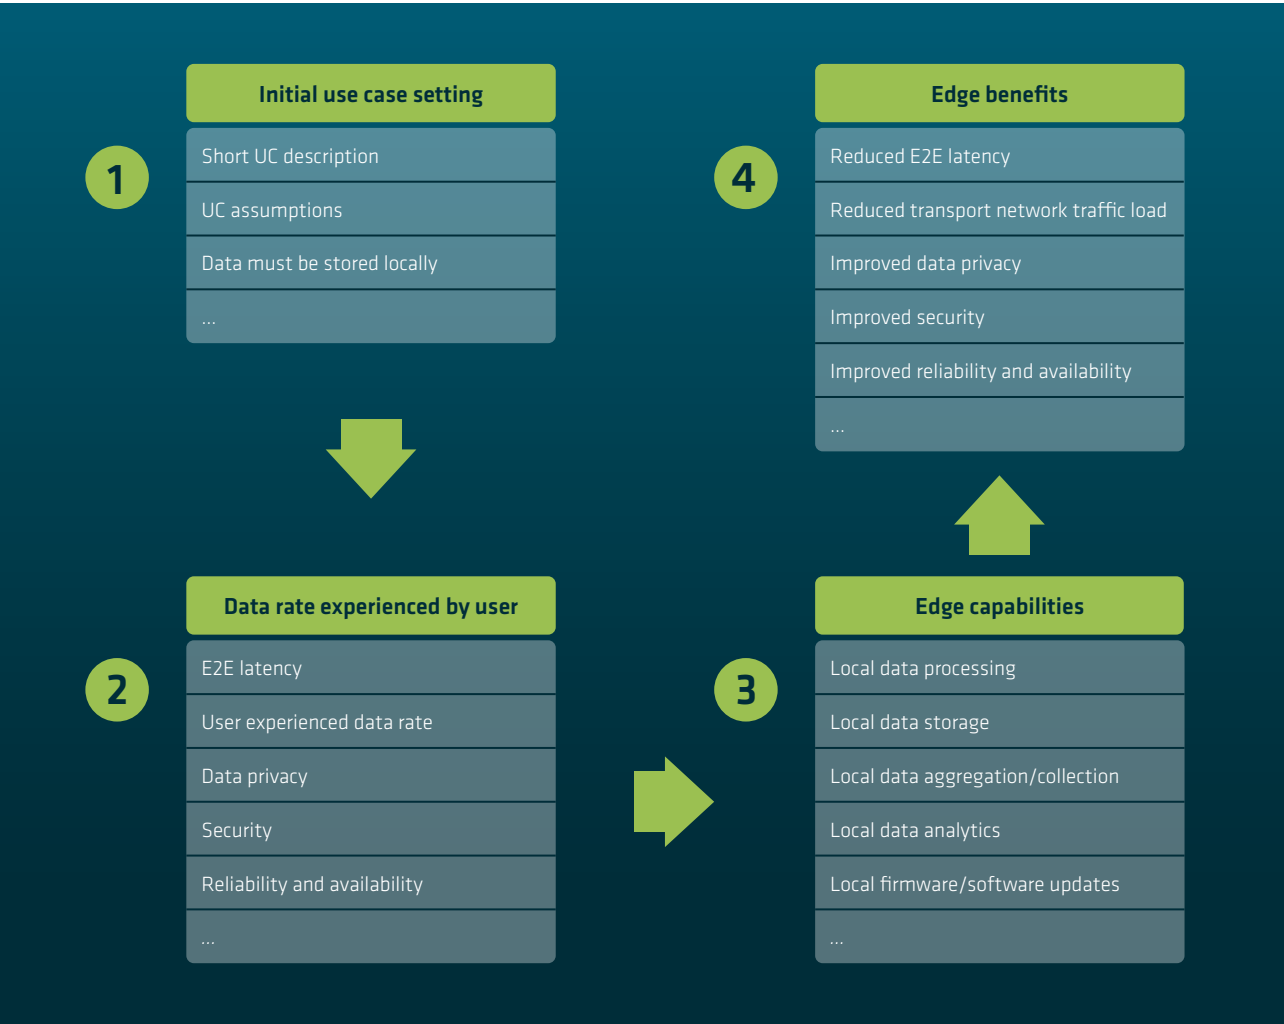 1
Initial use case setting
Short UC description
UC assumptions
Data must be stored locally
...
2
Data rate experienced by user
E2E latency
User experienced data rate
Data privacy
Security
Reliability and availability
...
3
Edge capabilities
Local data processing
Local data storage
Local data aggregation/collection
Local data analytics
Local firmware/software updates
...
4
Edge benefits
Reduced E2E latency
Reduced transport network traffic load
Improved data privacy
Improved security
Improved reliability and availability
...